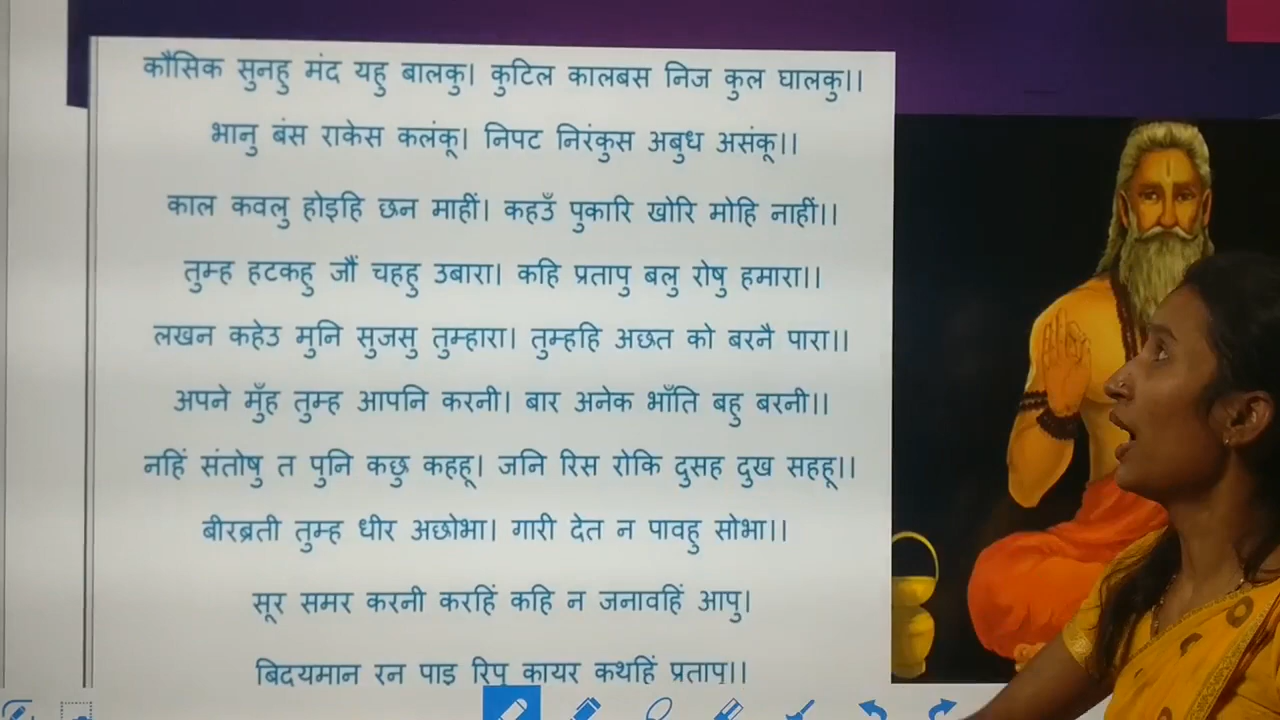 कौसिक सुनहु मंद यहु बालकु। कुटिल कालबस निज कुल घालकु।।
भानु बंस राकेस कलंकू। निपट निरंकुस अबुध असंकू।।
काल कवलु होइहि छन माहीं। कहउँ पुकारि खोरि मोहि नाहीं।।
तुम्ह हटकहु जौं चहहु उबारा। कहि प्रतापु बलु रोषु हमारा।।
लखन कहेउ मुनि सुजसु तुम्हारा। तुम्हहि अछत को बरनै पारा।।
अपने मुँह तुम्ह आपनि करनी। बार अनेक भाँति बहु बरनी।।
नहिं संतोषु त पुनि कछु कहहू। जनि रिस रोकि दुसह दुख सहहू।।
बीरब्रती तुम्ह धीर अछोभा। गारी देत न पावहु सोभा।।
सूर समर करनी करहिं कहि न जनावहिं आपु।
बिदयमान रन पाइ रिपु कायर कथहिं प्रतापु।।